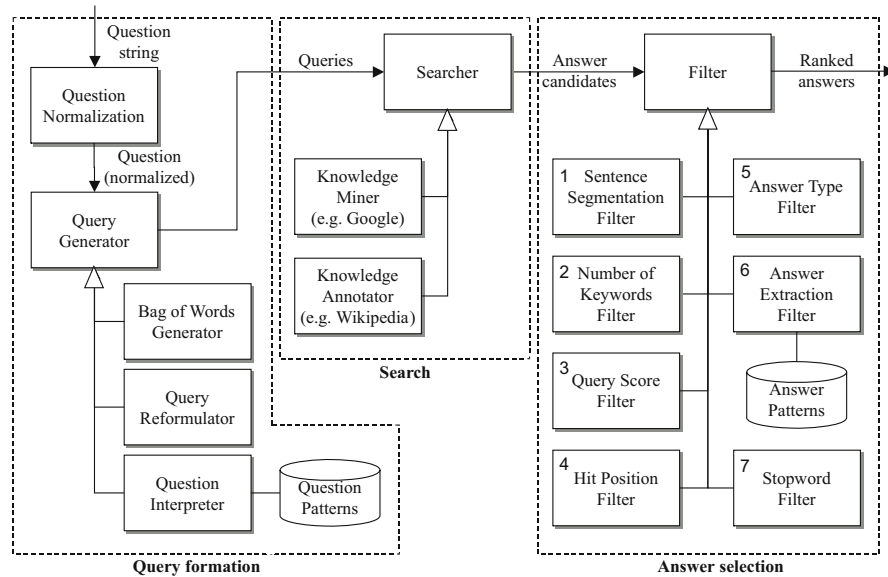 Question
string
Question
Normalization
Question
(normalized)
Query
Generator
Bag of Words
Generator
Query
Reformulator
Question
Interpreter
Question
Patterns
Query formation
Queries
Searcher
Knowledge
Miner
(e.g. Google)
Knowledge
Annotator
(e.g. Wikipedia)
Search
Answer
candidates
Filter
Ranked
answers
1 Sentence
Segmentation
Filter
2 Number of
Keywords
Filter
3 Query Score
Filter
4 Hit Position
Filter
5 Answer Type
Filter
6 Answer
Extraction
Filter
Answer
Patterns
7 Stopword
Filter
Answer selection